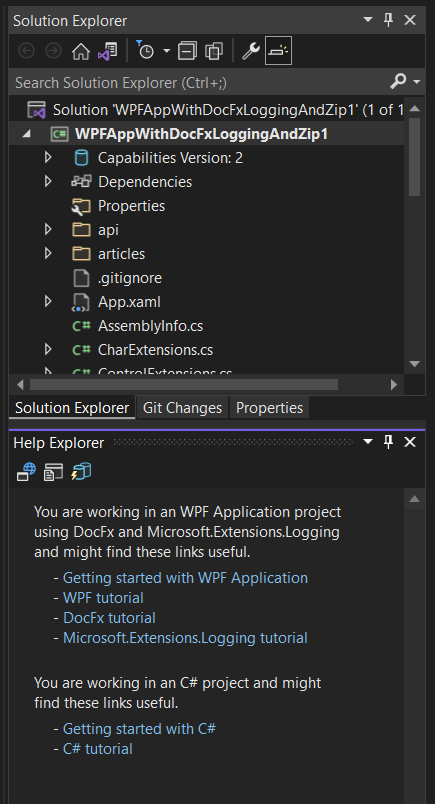 Solution Explorer
Search Solution Explorer (Ctrl+;)
Solution 'WPFAppWithDocFxLoggingAndZip1' (1 of 1
C# WPFAppWithDocFxLoggingAndZip1
Capabilities Version: 2
Dependencies
Properties
api
articles
.gitignore
App.xaml
C# AssemblyInfo.cs
C# CharExtensions.cs
C# ControlExtensions.cs
Solution Explorer Git Changes Properties
Help Explorer
You are working in an WPF Application project
using DocFx and Microsoft.Extensions.Logging
and might find these links useful.
- Getting started with WPF Application
- WPF tutorial
- DocFx tutorial
- Microsoft.Extensions.Logging tutorial
You are working in an C# project and might
find these links useful.
- Getting started with C#
- C# tutorial